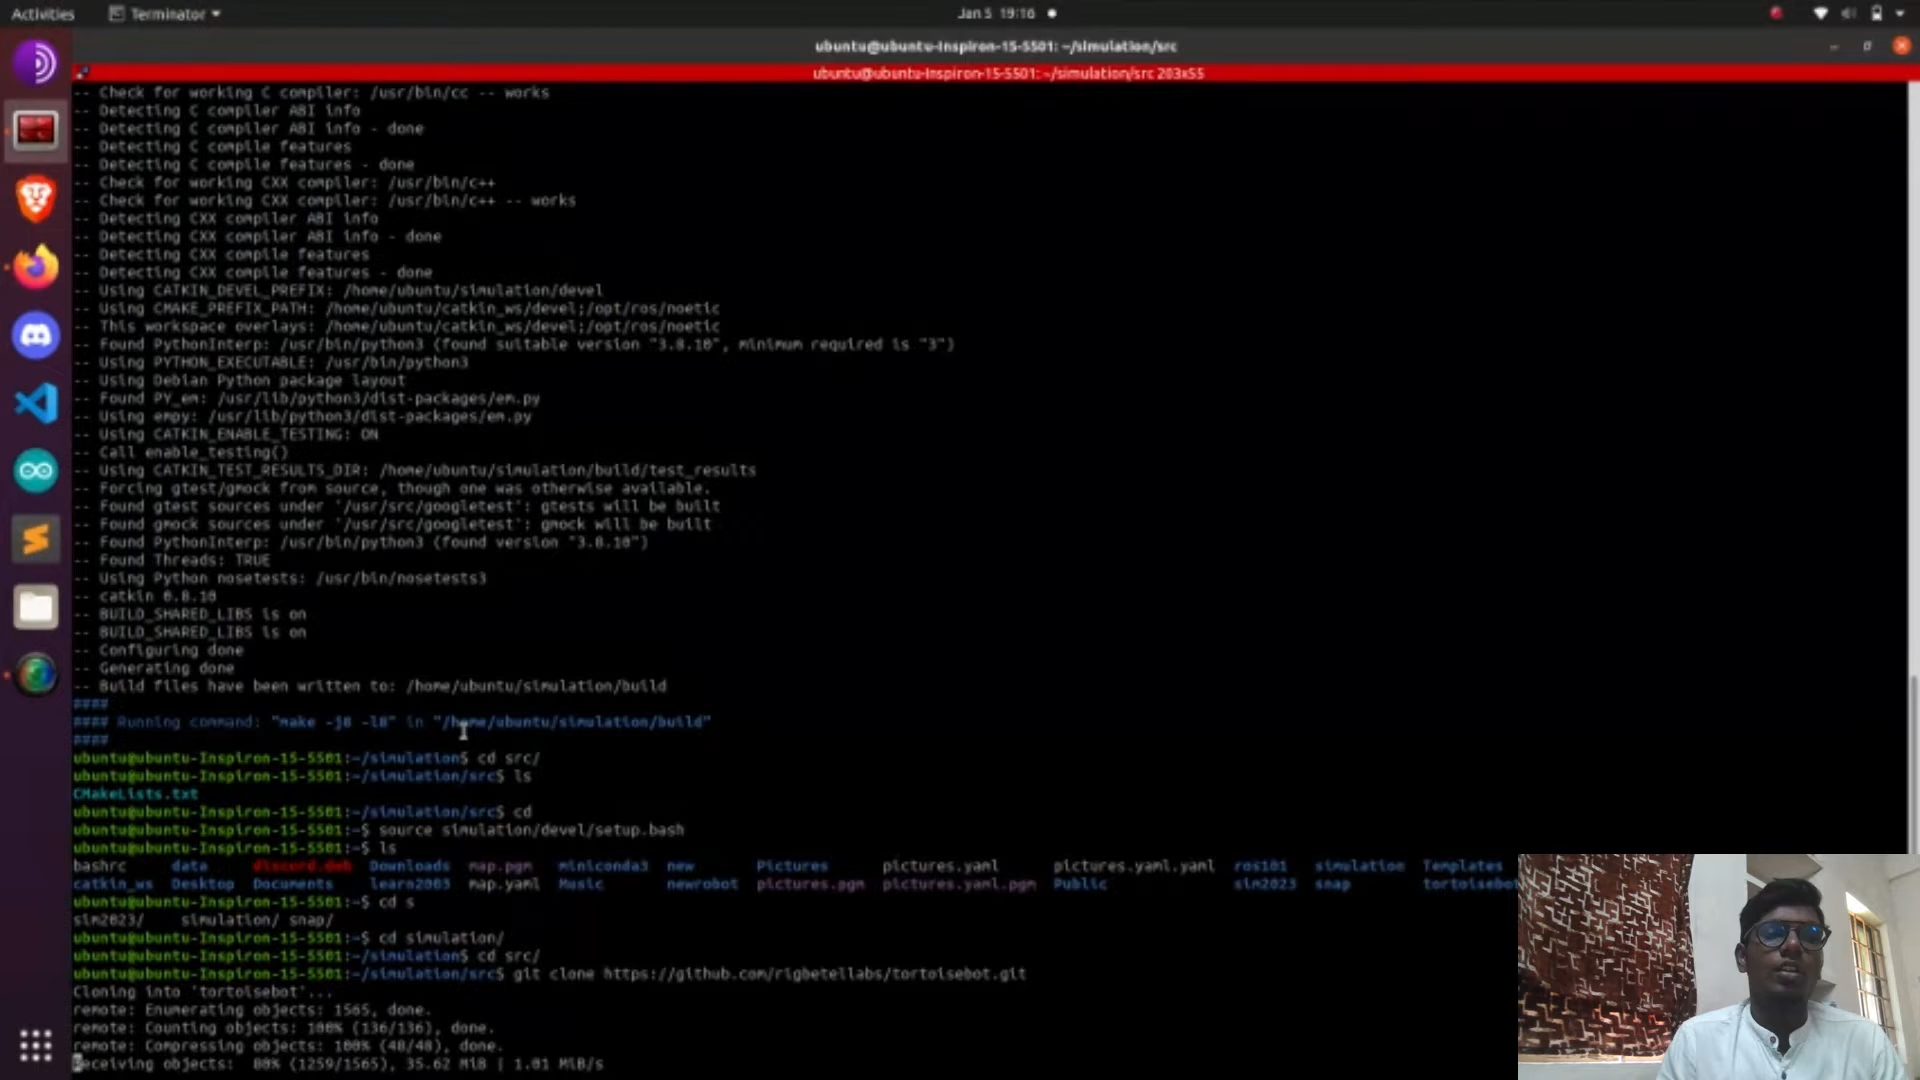 Activities Terminator Jan 5 19:16
ubuntu@ubuntu-Inspiron-15-5501: ~/simulation/src
ubuntu@ubuntu-Inspiron-15-5501: ~/simulation/src 203x55
-- Check for working C compiler: /usr/bin/cc -- works
-- Detecting C compiler ABI info
-- Detecting C compiler ABI info - done
-- Detecting C compile features
-- Detecting C compile features - done
-- Check for working CXX compiler: /usr/bin/c++
-- Check for working CXX compiler: /usr/bin/c++ -- works
-- Detecting CXX compiler ABI info
-- Detecting CXX compiler ABI info - done
-- Detecting CXX compile features
-- Detecting CXX compile features - done
-- Using CATKIN_DEVEL_PREFIX: /home/ubuntu/simulation/devel
-- Using CMAKE_PREFIX_PATH: /home/ubuntu/catkin_ws/devel;/opt/ros/noetic
-- This workspace overlays: /home/ubuntu/catkin_ws/devel;/opt/ros/noetic
-- Found PythonInterp: /usr/bin/python3 (found suitable version "3.8.10", minimum required is "3")
-- Using PYTHON_EXECUTABLE: /usr/bin/python3
-- Using Debian Python package layout
-- Found PY_em: /usr/lib/python3/dist-packages/em.py
-- Using empy: /usr/lib/python3/dist-packages/em.py
-- Using CATKIN_ENABLE_TESTING: ON
-- Call enable_testing()
-- Using CATKIN_TEST_RESULTS_DIR: /home/ubuntu/simulation/build/test_results
-- Forcing gtest/gmock from source, though one was otherwise available.
-- Found gtest sources under '/usr/src/googletest': gtests will be built
-- Found gmock sources under '/usr/src/googletest': gmock will be built
-- Found PythonInterp: /usr/bin/python3 (found version "3.8.10")
-- Found Threads: TRUE
-- Using Python nosetests: /usr/bin/nosetests3
-- catkin 0.8.10
-- BUILD_SHARED_LIBS is on
-- BUILD_SHARED_LIBS is on
-- Configuring done
-- Generating done
-- Build files have been written to: /home/ubuntu/simulation/build
####
#### Running command: "make -j8 -l8" in "/home/ubuntu/simulation/build"
####
ubuntu@ubuntu-Inspiron-15-5501:~/simulation$ cd src/
ubuntu@ubuntu-Inspiron-15-5501:~/simulation/src$ ls
CMakeLists.txt
ubuntu@ubuntu-Inspiron-15-5501:~/simulation/src$ cd
ubuntu@ubuntu-Inspiron-15-5501:~$ source simulation/devel/setup.bash
ubuntu@ubuntu-Inspiron-15-5501:~$ ls
bashrc data discord.deb Downloads map.pgm miniconda3 new Pictures pictures.yaml pictures.yaml.yaml ros101 simulation Templates
catkin_ws Desktop Documents learn2003 map.yaml Music newrobot pictures.pgm pictures.yaml.pgm Public sim2023 snap tortoisebot
ubuntu@ubuntu-Inspiron-15-5501:~$ cd s
sim2023/ simulation/ snap/
ubuntu@ubuntu-Inspiron-15-5501:~$ cd simulation/
ubuntu@ubuntu-Inspiron-15-5501:~$ cd src/
ubuntu@ubuntu-Inspiron-15-5501:~/simulation/src$ git clone https://github.com/rigbetellabs/tortoisebot.git
Cloning into 'tortoisebot'...
remote: Enumerating objects: 1565, done.
remote: Counting objects: 100% (136/136), done.
remote: Compressing objects: 100% (48/48), done.
Receiving objects: 80% (1259/1565), 35.62 MiB | 1.01 MiB/s